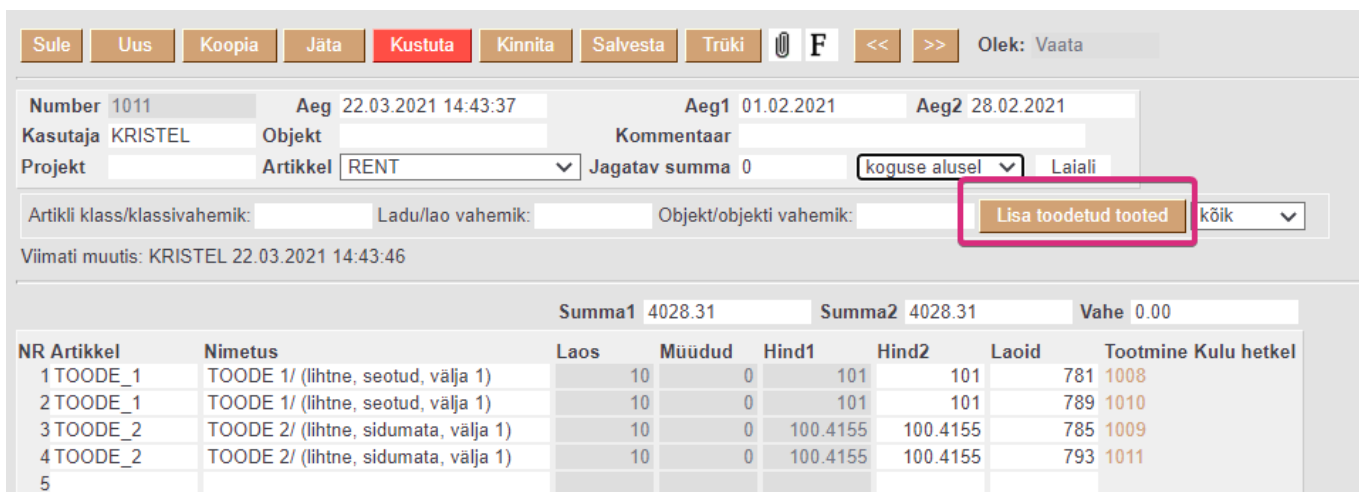 Sule Uus Koopia Jäta Kustuta Kinnita Salvesta Trüki F << >> Olek: Vaata
Number 1011 Aeg 22.03.2021 14:43:37 Aeg1 01.02.2021 Aeg2 28.02.2021
Kasutaja KRISTEL Objekt Kommentaar
Projekt Artikkel RENT Jagatav summa 0 koguse alusel Laiali
Artikli klass/klassivahemik: Ladu/lao vahemik: Objekt/objekti vahemik: Lisa toodetud tooted kõik
Viimati muutis: KRISTEL 22.03.2021 14:43:46
Summa1 4028.31 Summa2 4028.31 Vahe 0.00
NR Artikkel Nimetus Laos Müüdud Hind1 Hind2 Laoid Tootmine Kulu hetkel
1 TOODE_1 TOODE 1/ (lihtne, seotud, välja 1) 10 0 101 101 781 1008
2 TOODE_1 TOODE 1/ (lihtne, seotud, välja 1) 10 0 101 101 789 1010
3 TOODE_2 TOODE 2/ (lihtne, sidumata, välja 1) 10 0 100.4155 100.4155 785 1009
4 TOODE_2 TOODE 2/ (lihtne, sidumata, välja 1) 10 0 100.4155 100.4155 793 1011
5